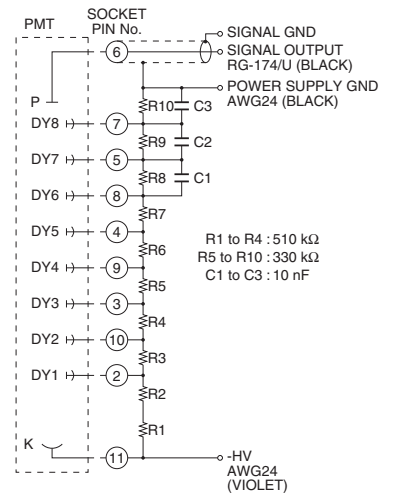 PMT
SOCKET
PIN No.
SIGNAL GND
6
SIGNAL OUTPUT
RG-174/U (BLACK)
POWER SUPPLY GND
AWG24 (BLACK)
P
R10 C3
DY8 7
R9 C2
DY7 5
R8 C1
DY6 8
R7
DY5 4
R6
DY4 9
R5
DY3 3
R4
DY2 10
R3
DY1 2
R2
R1
K 11
R1 to R4 : 510 kΩ
R5 to R10 : 330 kΩ
C1 to C3 : 10 nF
-HV
AWG24
(VIOLET)